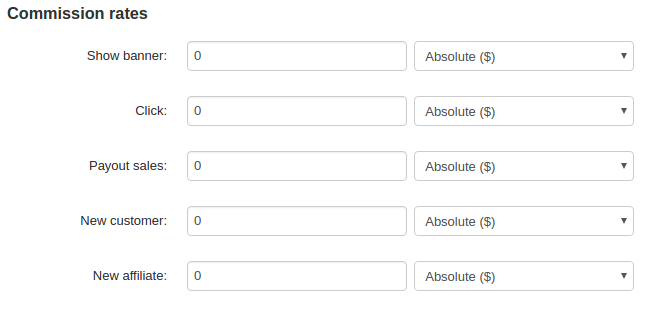 Commission rates
Show banner: 0 Absolute ($)
Click: 0 Absolute ($)
Payout sales: 0 Absolute ($)
New customer: 0 Absolute ($)
New affiliate: 0 Absolute ($)